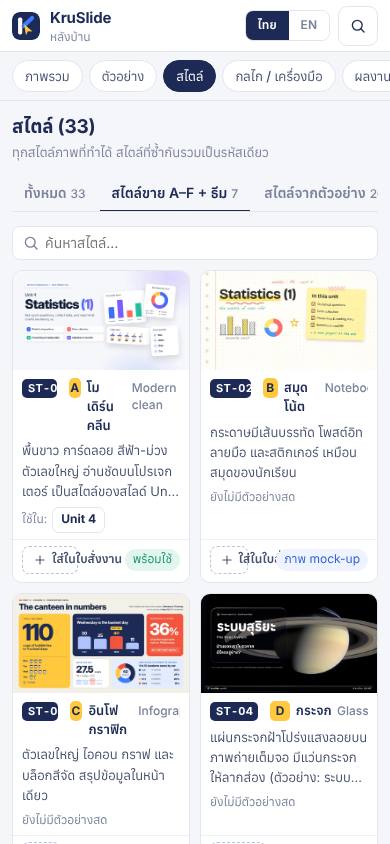 KruSlide
หลังบ้าน
ไทย
EN
ภาพรวม
ตัวอย่าง
สไตล์
กลไก / เครื่องมือ
ผลงาน
สไตล์ (33)
ทุกสไตล์ภาพที่ทำได้ สไตล์ที่ซ้ำกันรวมเป็นรหัสเดียว
ทั้งหมด 33
สไตล์ขาย A–F + ธีม 7
สไตล์จากตัวอย่าง 2
ค้นหาสไตล์...
Unit 4
Statistics (1)
ST-0
A
โม
เดิร์น
คลีน
Modern
clean
พื้นขาว การ์ดลอย สีฟ้า-ม่วง
ตัวเลขใหญ่ อ่านชัดบนโปรเจก
เตอร์ เป็นสไตล์ของสไลด์ Un...
ใช้ใน:
Unit 4
+ ใส่ในใบสั่งงาน
พร้อมใช้
Statistics (1)
In this unit
ST-02
B
สมุด
โน้ต
Notebo
กระดาษมีเส้นบรรทัด โพสต์อิท
ลายมือ และสติกเกอร์ เหมือน
สมุดของนักเรียน
ยังไม่มีตัวอย่างสด
+ ใส่ในใบ
ภาพ mock-up
The canteen in numbers
110
Wednesday is the busiest day
36%
27.5
ST-0
C
อินโฟ
กราฟิก
Infogra
ตัวเลขใหญ่ ไอคอน กราฟ และ
บล็อกสีจัด สรุปข้อมูลในหน้า
เดียว
ยังไม่มีตัวอย่างสด
ระบบสุริยะ
ST-04
D
กระจก
Glass
แผ่นกระจกฝ้าโปร่งแสงลอยบน
ภาพถ่ายเต็มจอ มีแว่นกระจก
ให้ลากส่อง (ตัวอย่าง: ระบบ...
ยังไม่มีตัวอย่างสด